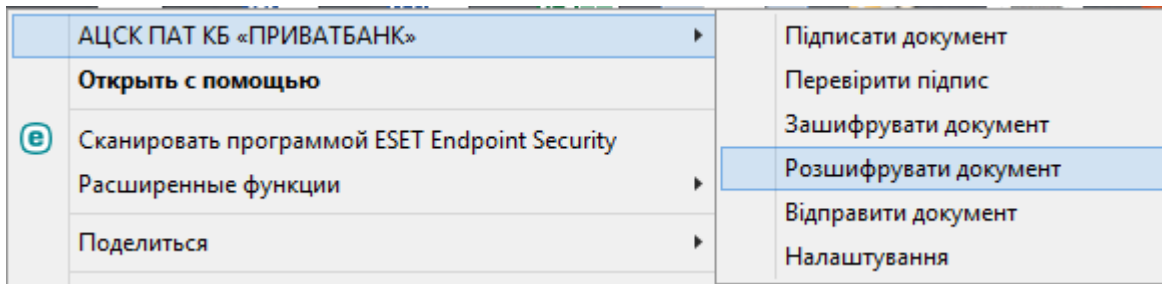 АЦСК ПАТ КБ «ПРИВАТБАНК»
Открыть с помощью
Сканировать программой ESET Endpoint Security
Расширенные функции
Поделиться
Підписати документ
Перевірити підпис
Зашифрувати документ
Розшифрувати документ
Відправити документ
Налаштування